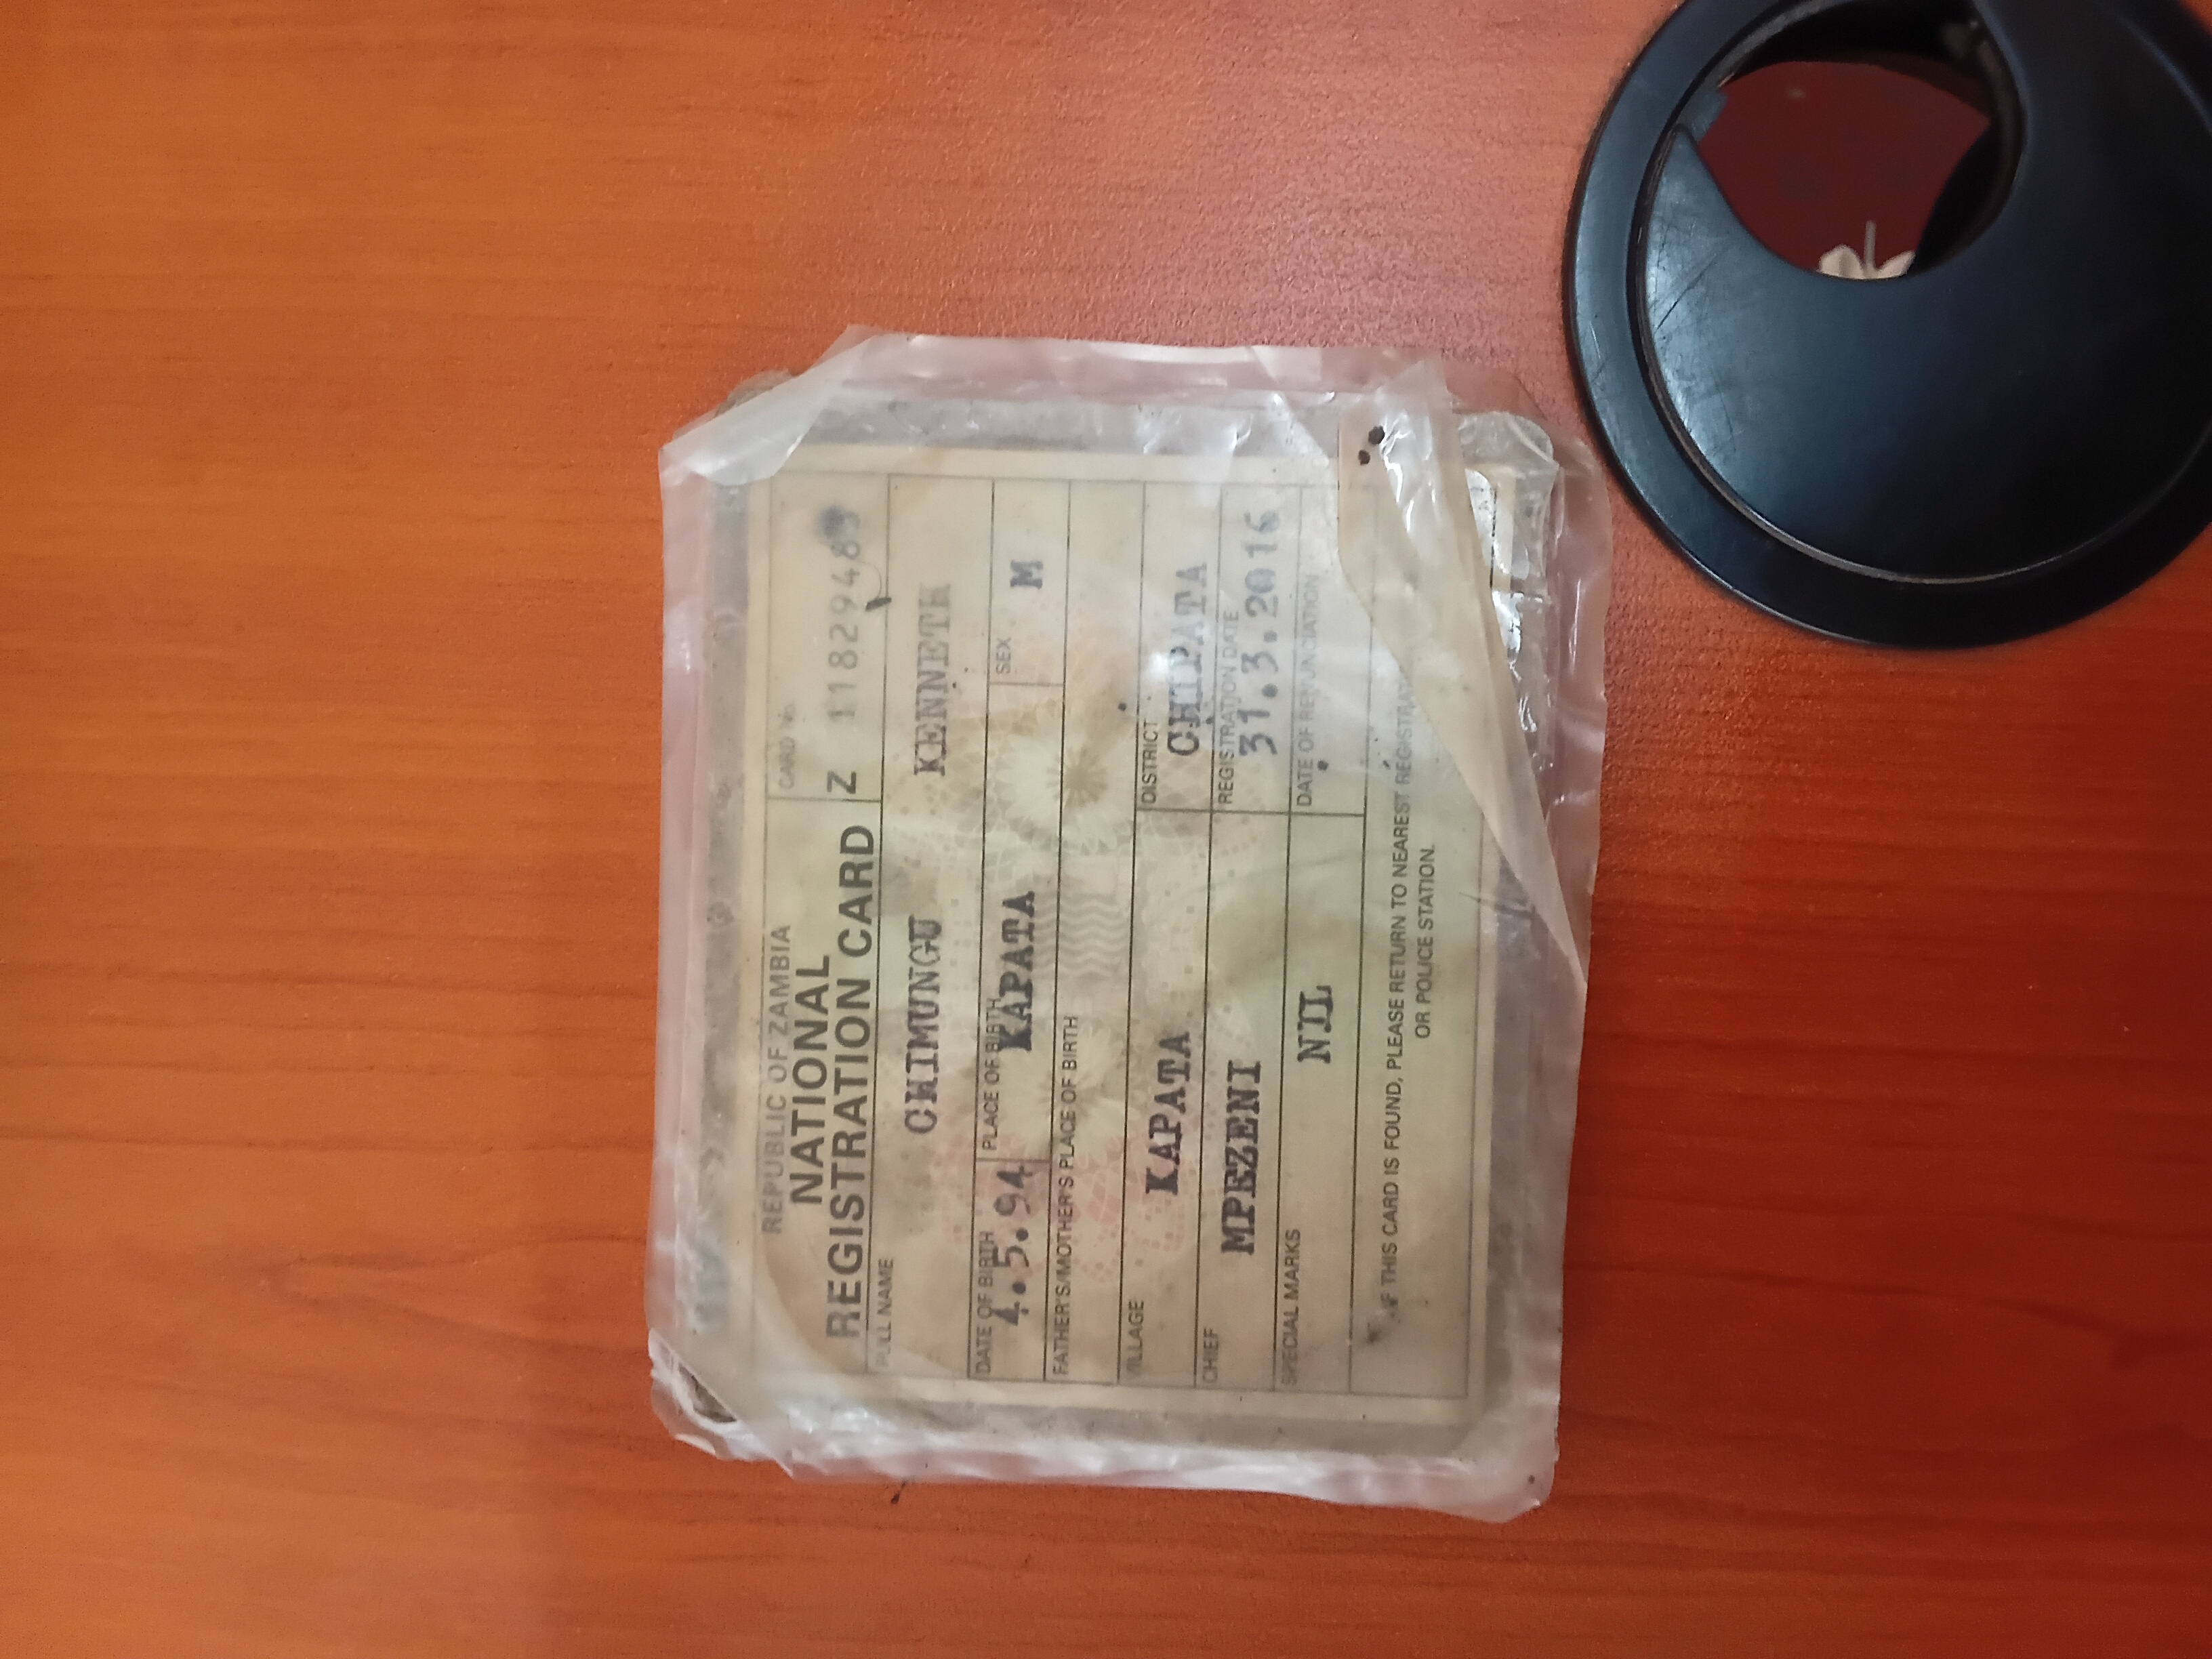 REPUBLIC OF ZAMBIA
NATIONAL
REGISTRATION CARD
CARD No.
Z 1182948
FULL NAME
CHIMUNGU KENNETH
DATE OF BIRTH PLACE OF BIRTH SEX
4.5.94 KAPATA M
FATHER'S/MOTHER'S PLACE OF BIRTH
VILLAGE DISTRICT
KAPATA CHIPATA
CHIEF REGISTRATION DATE
MPEZENI 31.3.2016
SPECIAL MARKS DATE OF RENUNCIATION
NIL
IF THIS CARD IS FOUND, PLEASE RETURN TO NEAREST
OR POLICE STATION.